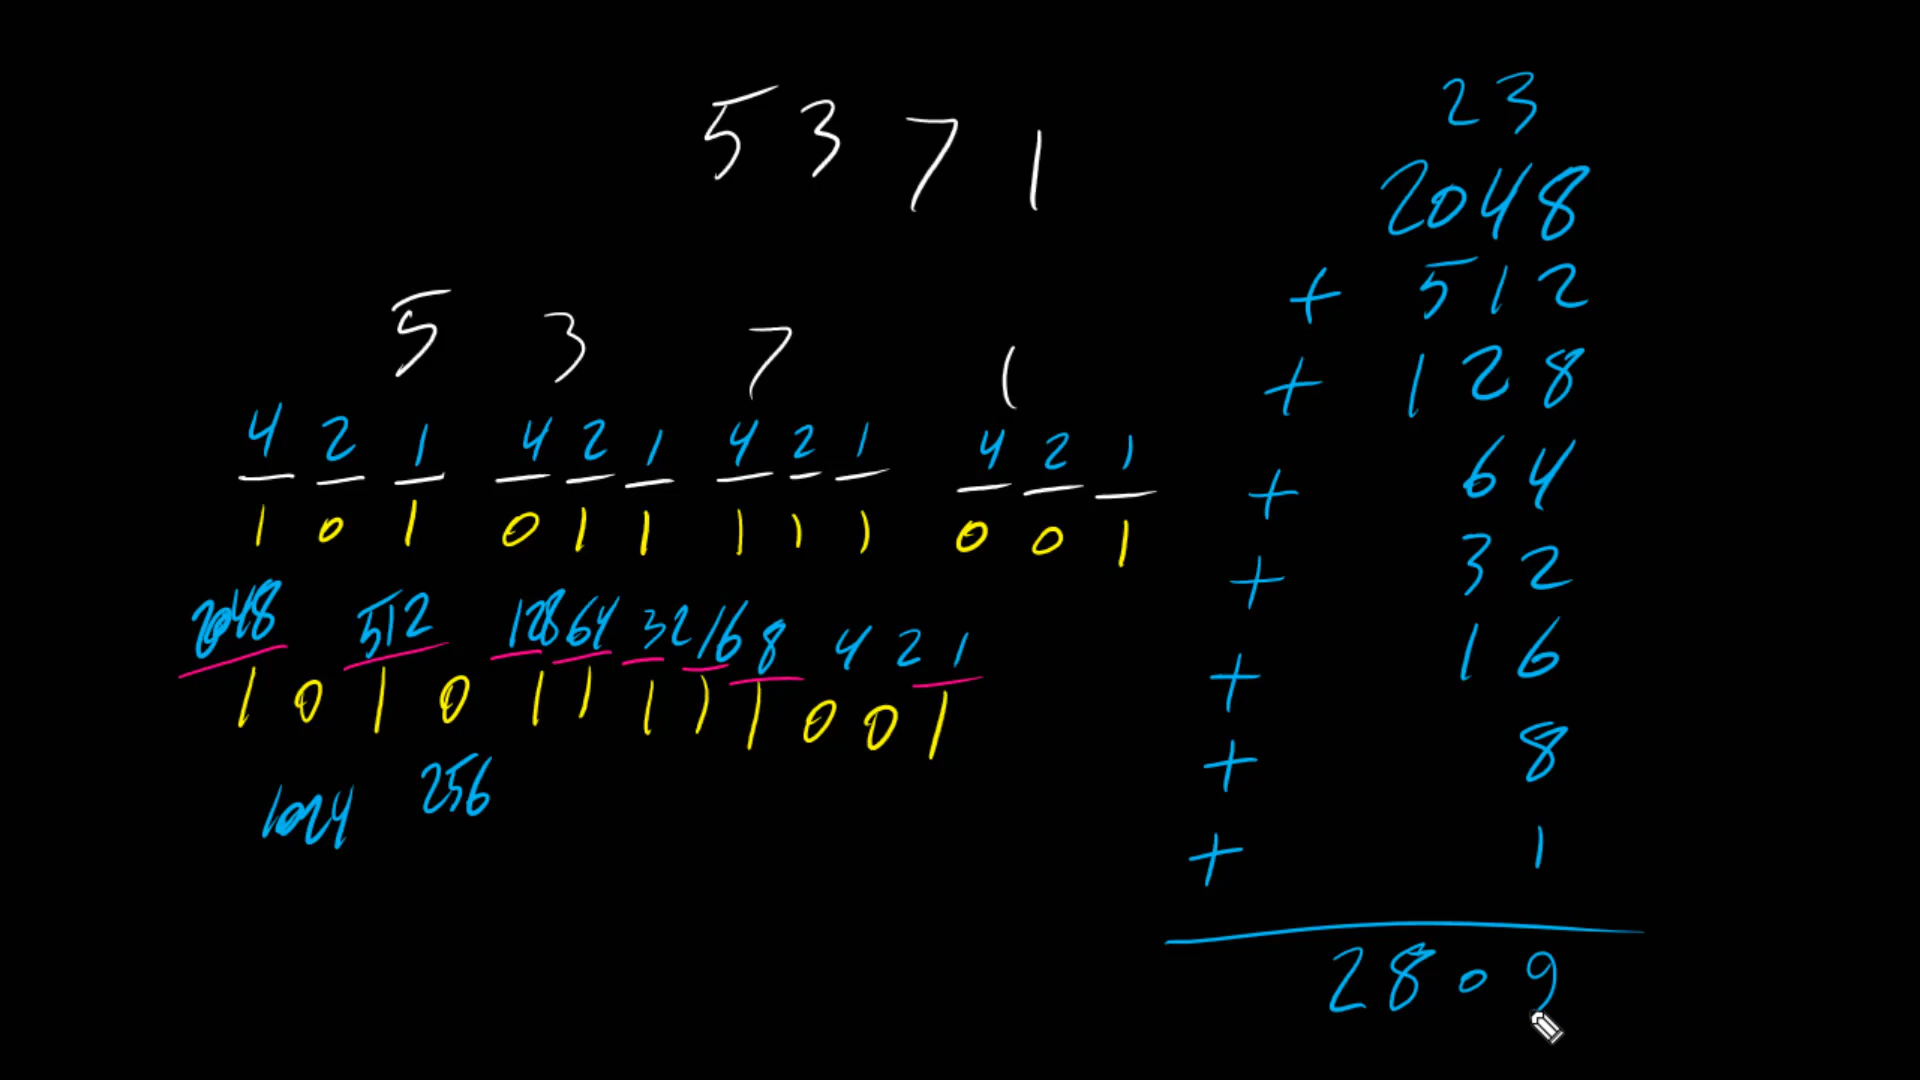 5371
5 3 7 1
4 2 1 4 2 1 4 2 1 4 2 1
1 0 1 0 1 1 1 1 1 0 0 1
2048 512 128 64 32 16 8 4 2 1
1 0 1 0 1 1 1 1 1 0 0 1
1024 256
23
2048
+ 512
+ 128
+ 64
+ 32
+ 16
+ 8
+ 1
2809